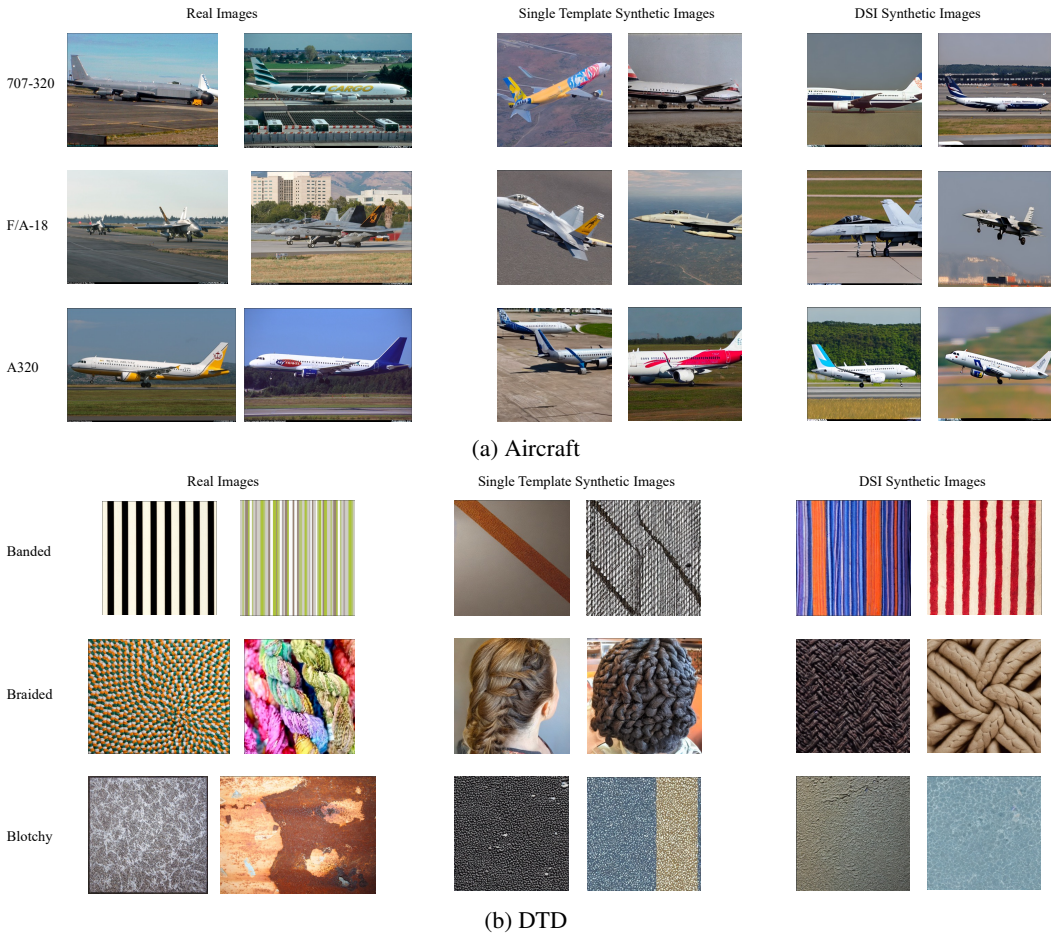 Real Images
Single Template Synthetic Images
DSI Synthetic Images
707-320
THA CARGO
F/A-18
A320
(a) Aircraft
Real Images
Single Template Synthetic Images
DSI Synthetic Images
Banded
Braided
Blotchy
(b) DTD